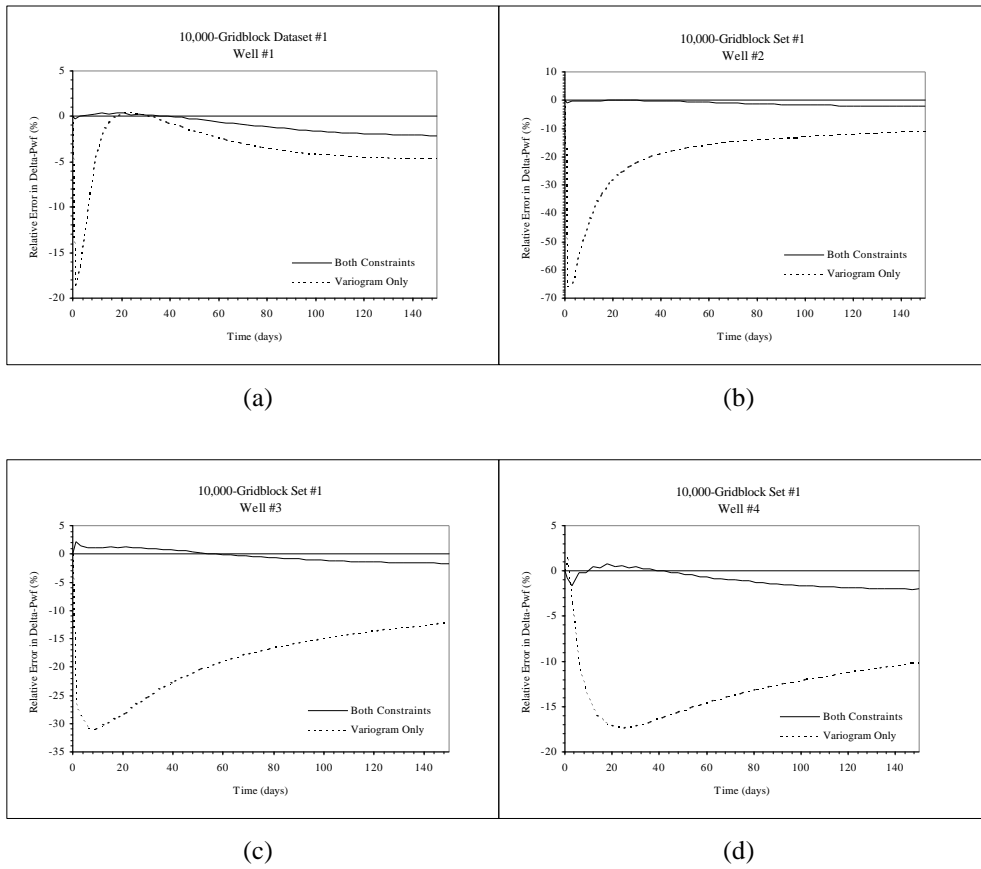 10,000-Gridblock Dataset #1
Well #1
Relative Error in Delta-Pwf (%)
5
0
-5
-10
-15
-20
0
20
40
60
80
100
120
140
Time (days)
Both Constraints
Variogram Only
(a)
10,000-Gridblock Set #1
Well #2
Relative Error in Delta-Pwf (%)
10
0
-10
-20
-30
-40
-50
-60
-70
0
20
40
60
80
100
120
140
Time (days)
Both Constraints
Variogram Only
(b)
10,000-Gridblock Set #1
Well #3
Relative Error in Delta-Pwf (%)
5
0
-5
-10
-15
-20
-25
-30
-35
0
20
40
60
80
100
120
140
Time (days)
Both Constraints
Variogram Only
(c)
10,000-Gridblock Set #1
Well #4
Relative Error in Delta-Pwf (%)
5
0
-5
-10
-15
-20
0
20
40
60
80
100
120
140
Time (days)
Both Constraints
Variogram Only
(d)